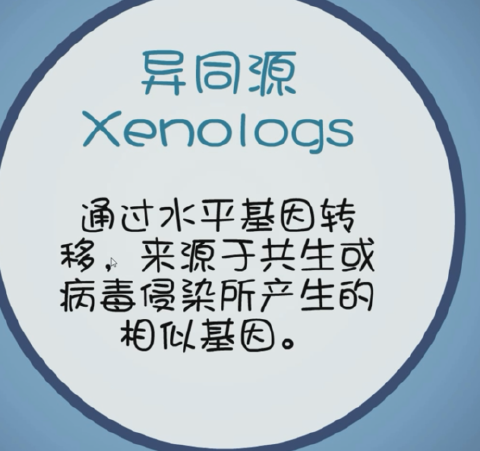 异同源
Xenologs
通过水平基因转
移，来源于共生或
病毒侵染所产生的
相似基因。